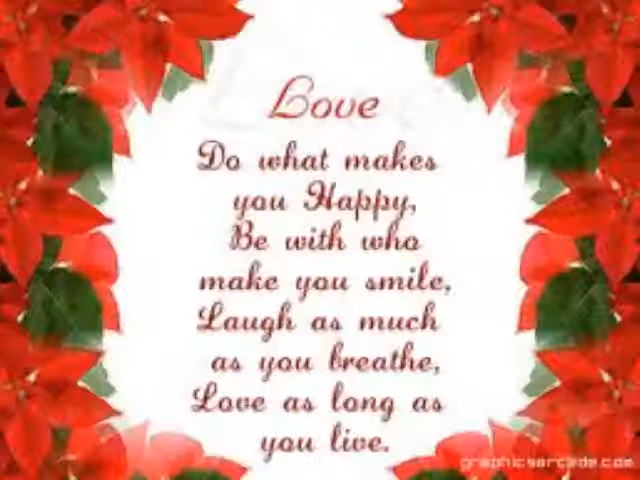 Love
Do what makes
you Happy,
Be with who
make you smile,
Laugh as much
as you breathe,
Love as long as
you live.
graphicsarcade.com